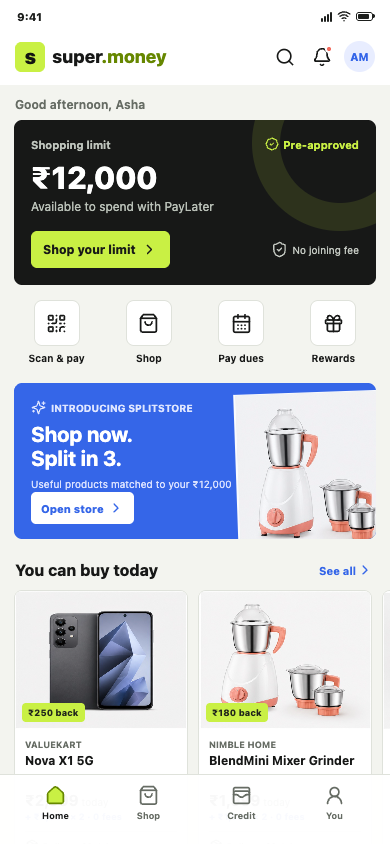 9:41
s super.money
AM
Good afternoon, Asha
Shopping limit
Pre-approved
₹12,000
Available to spend with PayLater
Shop your limit
No joining fee
Scan & pay
Shop
Pay dues
Rewards
INTRODUCING SPLITSTORE
Shop now.
Split in 3.
Useful products matched to your ₹12,000
Open store
You can buy today
See all
₹250 back
₹180 back
VALUEKART
NIMBLE HOME
Nova X1 5G
BlendMini Mixer Grinder
Home
Shop
Credit
You